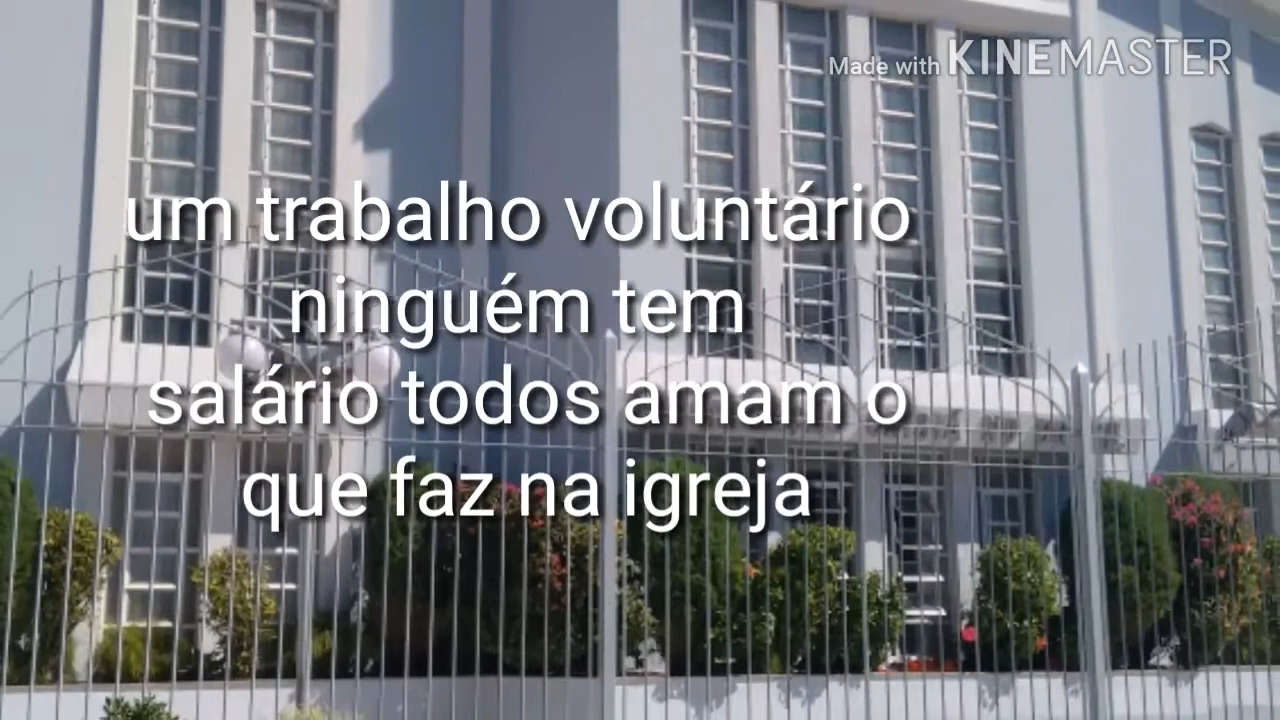 Made with KINEMASTER
um trabalho voluntário
ninguém tem
salário todos amam o
que faz na igreja